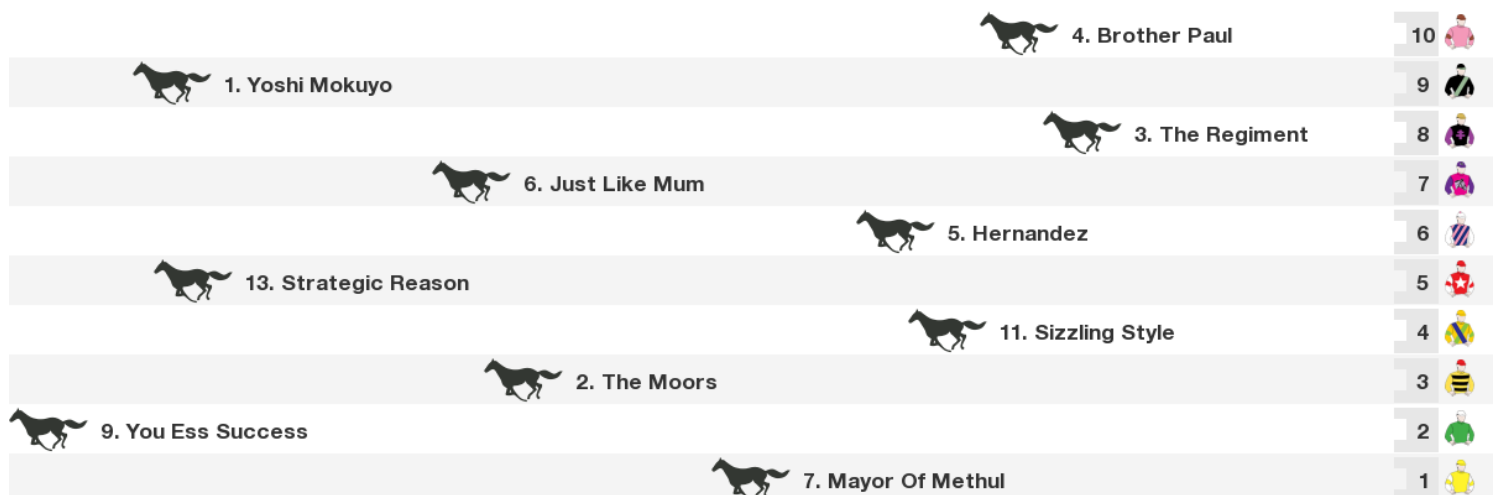 4. Brother Paul 10
1. Yoshi Mokuyo 9
3. The Regiment 8
6. Just Like Mum 7
5. Hernandez 6
13. Strategic Reason 5
11. Sizzling Style 4
2. The Moors 3
9. You Ess Success 2
7. Mayor Of Methul 1